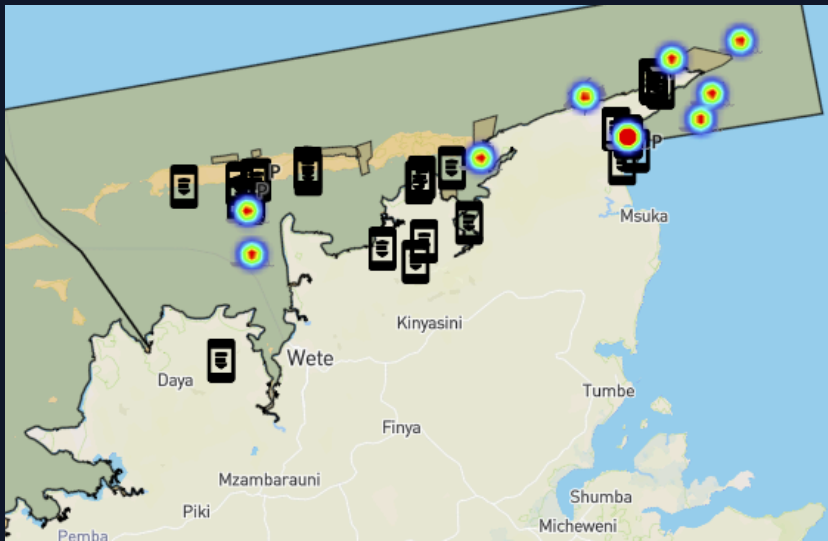 P
P
P
Msuka
Kinyasini
Wete
Daya
Tumbe
Finya
Mzambarauni
Shumba
Piki
Micheweni
Pemba